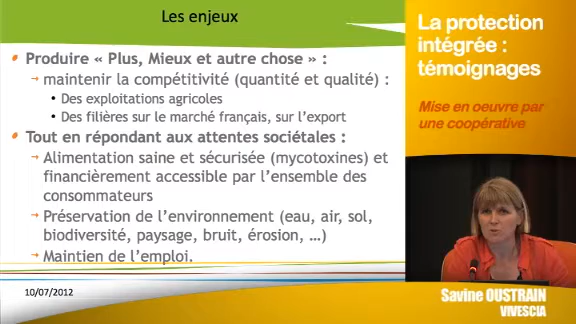 Les enjeux
Produire « Plus, Mieux et autre chose » :
maintenir la compétitivité (quantité et qualité) :
Des exploitations agricoles
Des filières sur le marché français, sur l'export
Tout en répondant aux attentes sociétales :
Alimentation saine et sécurisée (mycotoxines) et
financièrement accessible par l'ensemble des
consommateurs
Préservation de l'environnement (eau, air, sol,
biodiversité, paysage, bruit, érosion, …)
Maintien de l'emploi.
10/07/2012
La protection
intégrée :
témoignages
Mise en oeuvre par
une coopérative
Savine OUSTRAIN
VIVESCIA